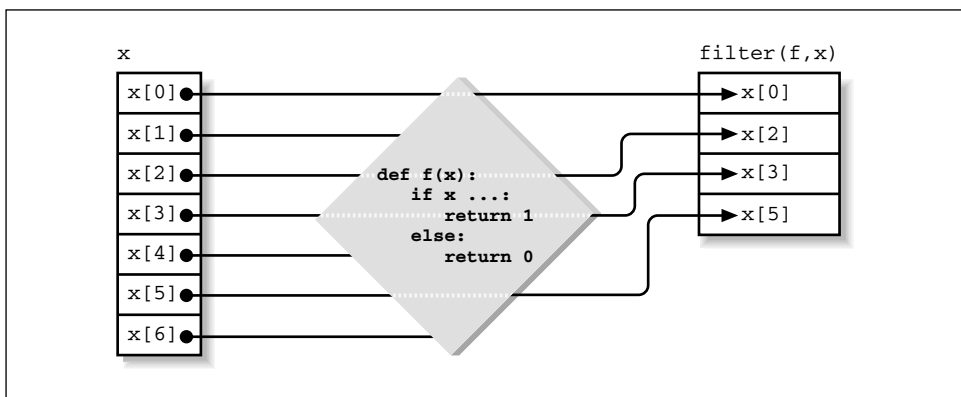 x
x[0]
x[1]
x[2]
x[3]
x[4]
x[5]
x[6]
def f(x):
if x ...:
return 1
else:
return 0
filter(f,x)
x[0]
x[2]
x[3]
x[5]